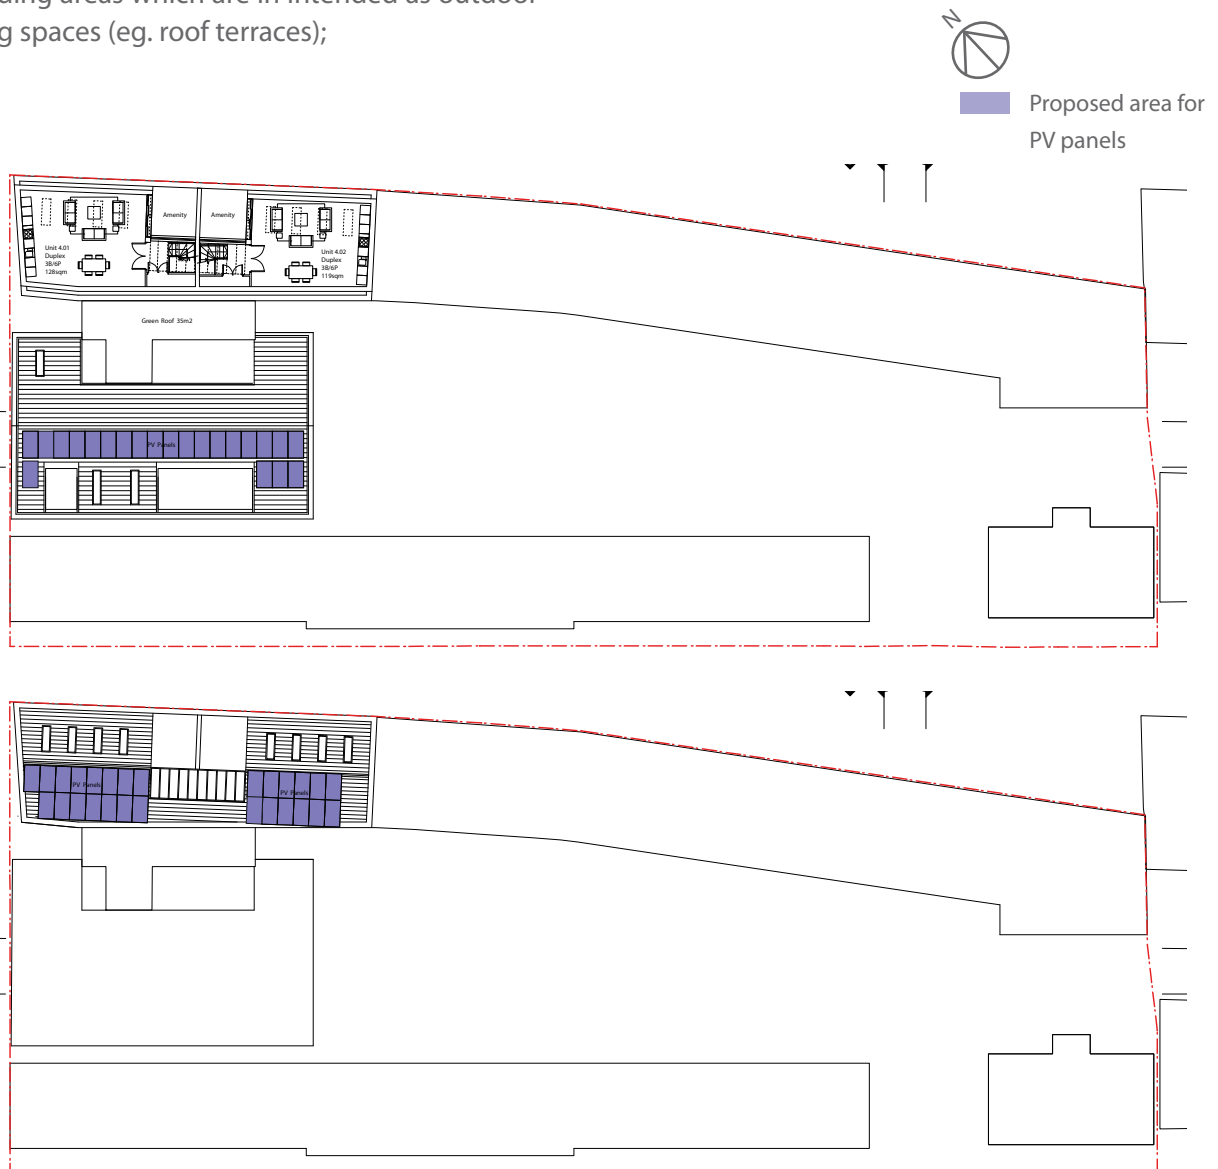 ding areas which are in intended as outdoor
g spaces (eg. roof terraces);
N
Proposed area for
PV panels
Amenity
Amenity
Unit 4.01
Duplex
3B/6P
128sqm
Unit 4.02
Duplex
3B/6P
119sqm
Green Roof 35m2
PV Panels
PV Panels
PV Panels